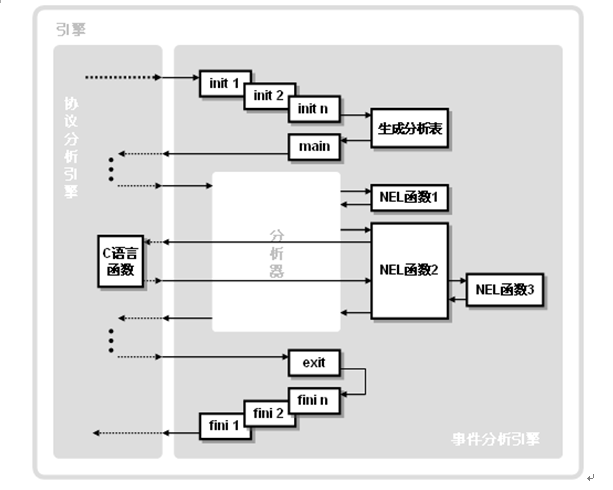 引擎
协
议
分
析
引
擎
init 1
init 2
init n
生成分析表
main
NEL函数1
分
析
器
C语言
函数
NEL函数2
NEL函数3
exit
fini n
fini 2
fini 1
事件分析引擎